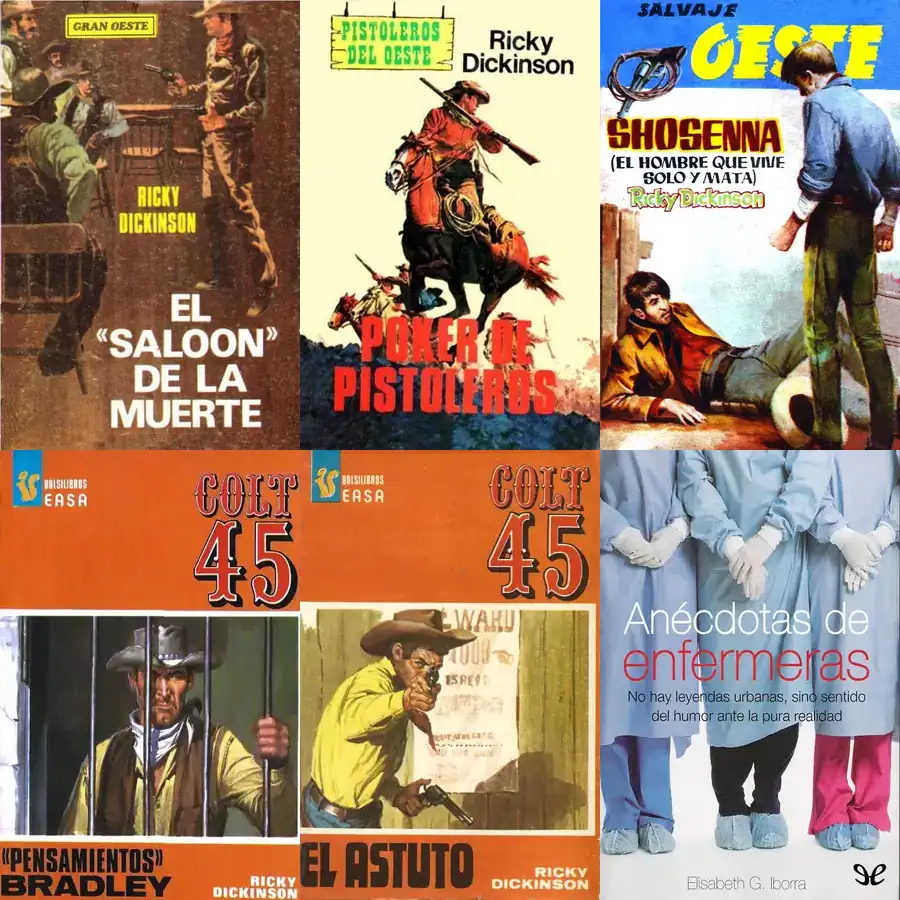 GRAN OESTE
RICKY
DICKINSON
EL
«SALOON»
DE LA
MUERTE
PISTOLEROS
DEL OESTE
Ricky
Dickinson
POKER DE
PISTOLEROS
SALVAJE
OESTE
SHOSENNA
(EL HOMBRE QUE VIVE
SOLO Y MATA)
Ricky Dickinson
BOLSILIBROS
EASA
COLT
45
«PENSAMIENTOS»
BRADLEY
RICKY
DICKINSON
BOLSILIBROS
EASA
COLT
45
EL ASTUTO
RICKY
DICKINSON
Anécdotas de
enfermeras
No hay leyendas urbanas, sino sentido
del humor ante la pura realidad
Elisabeth G. Iborra